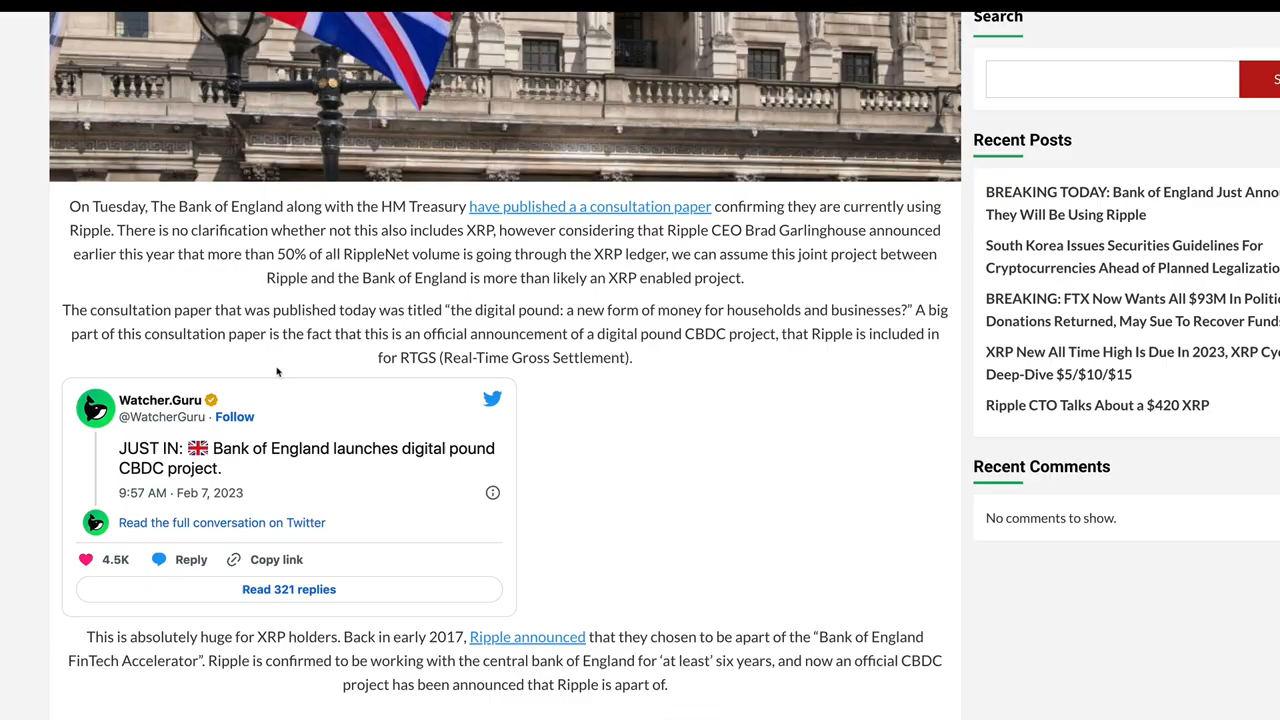 On Tuesday, The Bank of England along with the HM Treasury have published a a consultation paper confirming they are currently using
Ripple. There is no clarification whether not this also includes XRP, however considering that Ripple CEO Brad Garlinghouse announced
earlier this year that more than 50% of all RippleNet volume is going through the XRP ledger, we can assume this joint project between
Ripple and the Bank of England is more than likely an XRP enabled project.
The consultation paper that was published today was titled “the digital pound: a new form of money for households and businesses?” A big
part of this consultation paper is the fact that this is an official announcement of a digital pound CBDC project, that Ripple is included in
for RTGS (Real-Time Gross Settlement).
Watcher.Guru
@WatcherGuru · Follow
JUST IN: 🇬🇧 Bank of England launches digital pound
CBDC project.
9:57 AM · Feb 7, 2023
Read the full conversation on Twitter
4.5K Reply Copy link
Read 321 replies
This is absolutely huge for XRP holders. Back in early 2017, Ripple announced that they chosen to be apart of the “Bank of England
FinTech Accelerator”. Ripple is confirmed to be working with the central bank of England for ‘at least’ six years, and now an official CBDC
project has been announced that Ripple is apart of.
Search
S
Recent Posts
BREAKING TODAY: Bank of England Just Anno
They Will Be Using Ripple
South Korea Issues Securities Guidelines For
Cryptocurrencies Ahead of Planned Legalizatio
BREAKING: FTX Now Wants All $93M In Politi
Donations Returned, May Sue To Recover Funds
XRP New All Time High Is Due In 2023, XRP Cy
Deep-Dive $5/$10/$15
Ripple CTO Talks About a $420 XRP
Recent Comments
No comments to show.